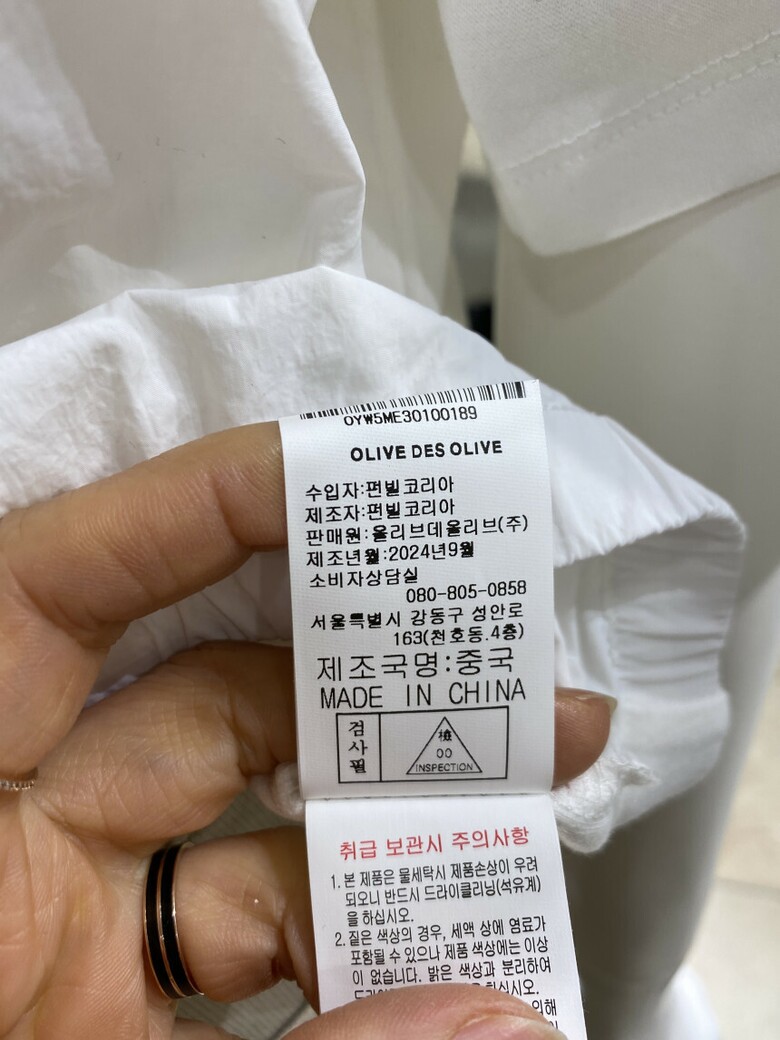 OYW5ME30100189
OLIVE DES OLIVE
수입자:펀빌코리아
제조자:펀빌코리아
판매원:올리브데올리브(주)
제조년월:2024년9월
소비자상담실
080-805-0858
서울특별시 강동구 성안로
163(천호동.4층)
제조국명:중국
MADE IN CHINA
검사필
檢
00
INSPECTION
취급 보관시 주의사항
1. 본 제품은 물세탁시 제품손상이 우려
되오니 반드시 드라이클리닝(석유계)
을 하십시오.
2. 짙은 색상의 경우, 세액 상에 염료가
포함될 수 있으나 제품 색상에는 이상
이 없습니다. 밝은 색상과 분리하여
하십시오.
의해